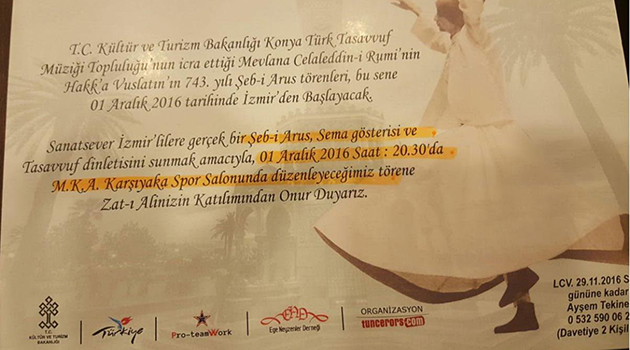 T.C. Kültür ve Turizm Bakanlığı Konya Türk Tasavvuf
Müziği Topluluğu'nun icra ettiği Mevlana Celaleddin-i Rumi'nin
Hakk'a Vuslatın'ın 743. yılı Şeb-i Arus törenleri, bu sene
01 Aralık 2016 tarihinde İzmir'den Başlayacak.
Sanatsever İzmir'lilere gerçek bir Şeb-i Arus, Sema gösterisi ve
Tasavvuf dinletisini sunmak amacıyla, 01 Aralık 2016 Saat : 20.30'da
M.K.A. Karşıyaka Spor Salonunda düzenleyeceğimiz törene
Zat-ı Alinizin Katılımından Onur Duyarız.
T.C.
KÜLTÜR VE TURİZM
BAKANLIĞI
Türkiye
Pro-teamWork
Ege Neyzenler Derneği
ORGANİZASYON
tuncerors.com
LCV. 29.11.2016 S
gününe kadar
Ayşem Tekine
0 532 590 06 2
(Davetiye 2 Kişil